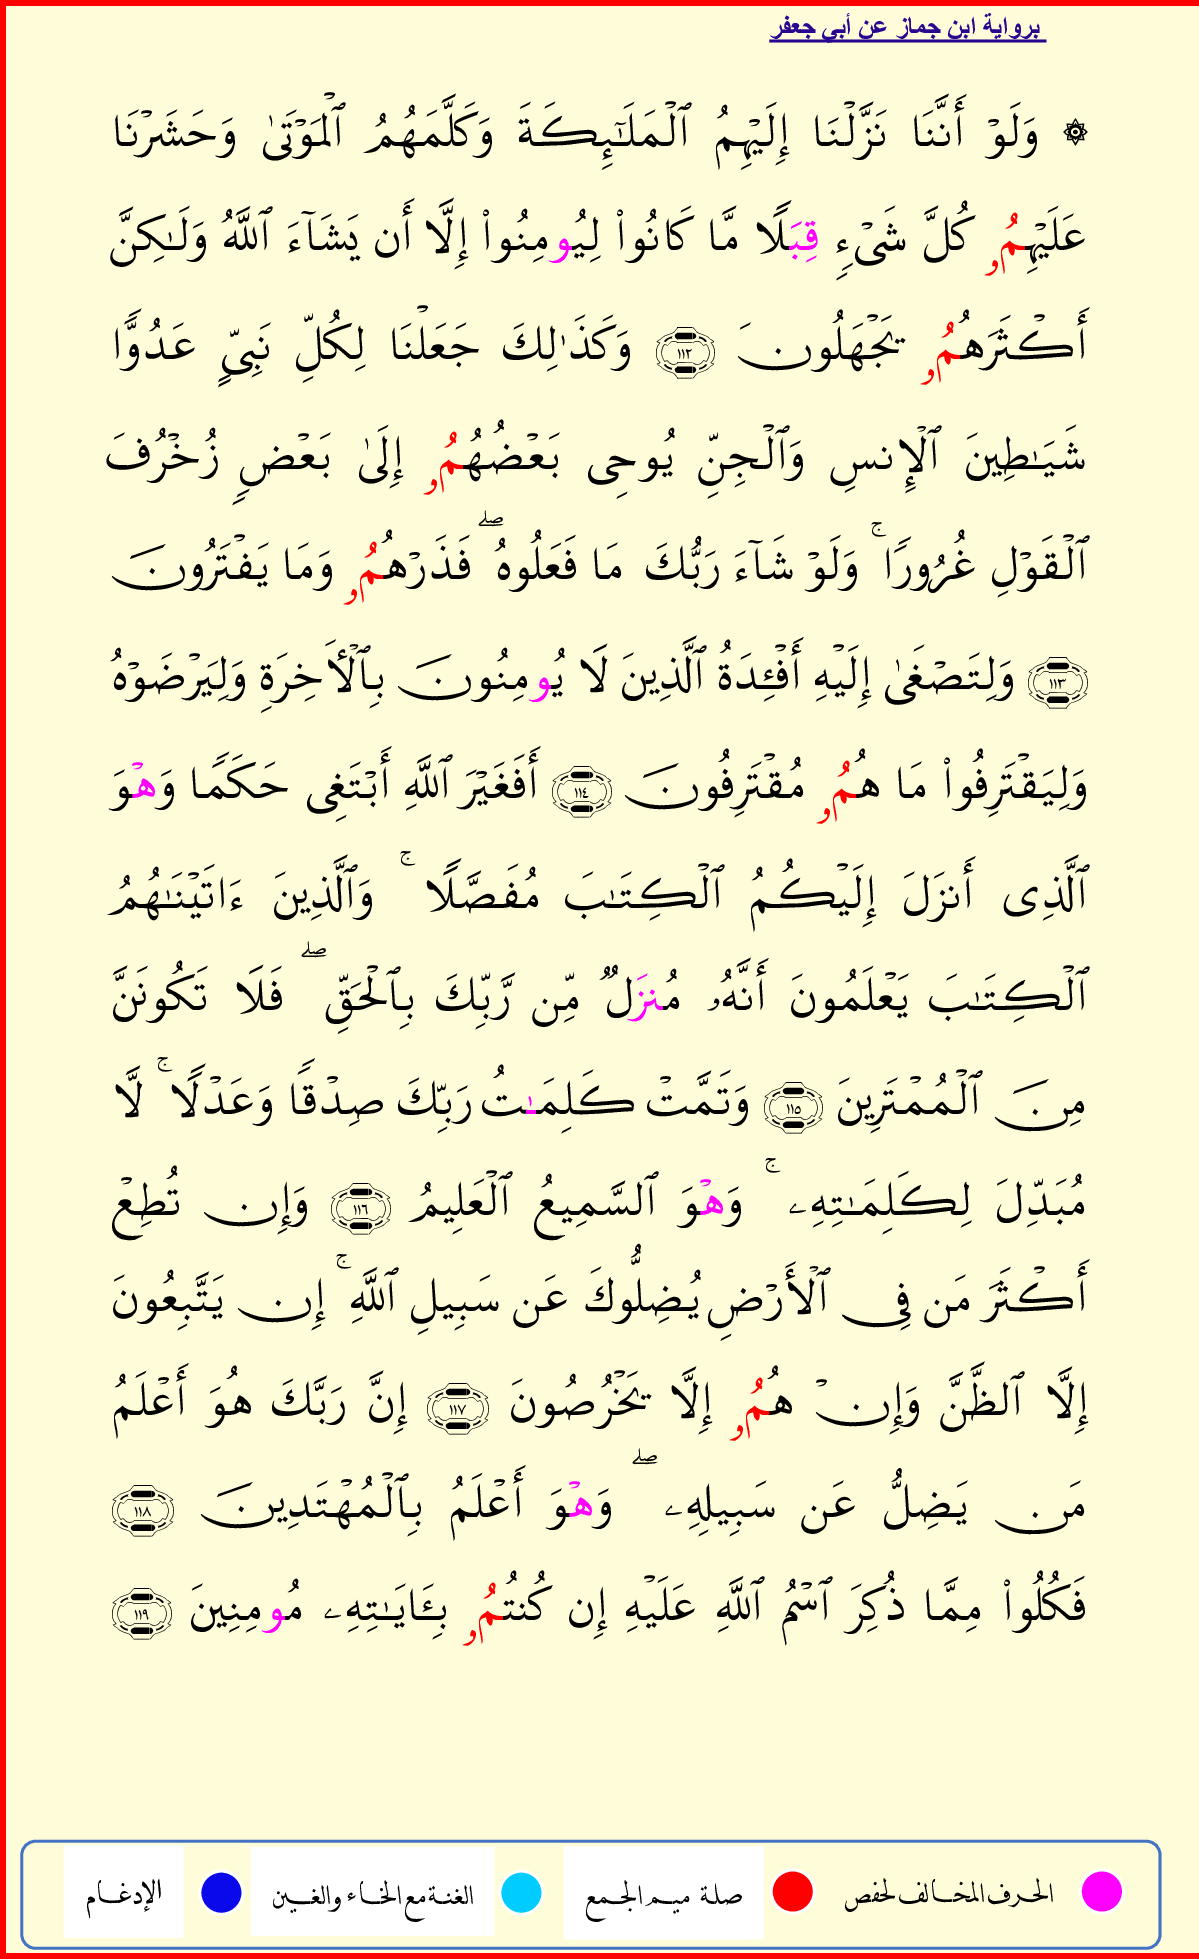 برواية ابن جماز عن أبي جعفر
۞ وَلَوۡ أَنَّنَا نَزَّلۡنَا إِلَيۡهِمُ ٱلۡمَلَـٰٓئِكَةَ وَكَلَّمَهُمُ ٱلۡمَوۡتَىٰ وَحَشَرۡنَا
عَلَيۡهِمُۥ كُلَّ شَىۡءٍ قِبَلًا مَّا كَانُواْ لِيُومِنُواْ إِلَّا أَن يَشَآءَ ٱللَّهُ وَلَـٰكِنَّ
أَكۡثَرَهُمُۥ يَجۡهَلُونَ ١١٢ وَكَذَٰلِكَ جَعَلۡنَا لِكُلِّ نَبِىٍّ عَدُوًّا
شَيَـٰطِينَ ٱلۡإِنسِ وَٱلۡجِنِّ يُوحِى بَعۡضُهُمُۥ إِلَىٰ بَعۡضٍ زُخۡرُفَ
ٱلۡقَوۡلِ غُرُورًاۚ وَلَوۡ شَآءَ رَبُّكَ مَا فَعَلُوهُۖ فَذَرۡهُمُۥ وَمَا يَفۡتَرُونَ
١١٣ وَلِتَصۡغَىٰ إِلَيۡهِ أَفۡـِٔدَةُ ٱلَّذِينَ لَا يُومِنُونَ بِٱلۡأَخِرَةِ وَلِيَرۡضَوۡهُ
وَلِيَقۡتَرِفُواْ مَا هُمُۥ مُقۡتَرِفُونَ ١١٤ أَفَغَيۡرَ ٱللَّهِ أَبۡتَغِى حَكَمًا وَهۡوَ
ٱلَّذِى أَنزَلَ إِلَيۡكُمُ ٱلۡكِتَـٰبَ مُفَصَّلًاۚ وَٱلَّذِينَ ءَاتَيۡنَـٰهُمُ
ٱلۡكِتَـٰبَ يَعۡلَمُونَ أَنَّهُۥ مُنزَلٌ مِّن رَّبِّكَ بِٱلۡحَقِّۖ فَلَا تَكُونَنَّ
مِنَ ٱلۡمُمۡتَرِينَ ١١٥ وَتَمَّتۡ كَلِمَـٰتُ رَبِّكَ صِدۡقًا وَعَدۡلًاۚ لَّا
مُبَدِّلَ لِكَلِمَـٰتِهِۦۚ وَهۡوَ ٱلسَّمِيعُ ٱلۡعَلِيمُ ١١٦ وَإِن تُطِعۡ
أَكۡثَرَ مَن فِى ٱلۡأَرۡضِ يُضِلُّوكَ عَن سَبِيلِ ٱللَّهِۚ إِن يَتَّبِعُونَ
إِلَّا ٱلظَّنَّ وَإِنۡ هُمُۥ إِلَّا يَخۡرُصُونَ ١١٧ إِنَّ رَبَّكَ هُوَ أَعۡلَمُ
مَن يَضِلُّ عَن سَبِيلِهِۦۖ وَهۡوَ أَعۡلَمُ بِٱلۡمُهۡتَدِينَ ١١٨
فَكُلُواْ مِمَّا ذُكِرَ ٱسۡمُ ٱللَّهِ عَلَيۡهِ إِن كُنتُمُۥ بِـَٔايَـٰتِهِۦ مُومِنِينَ ١١٩
الحرف المخالف لحفص صلة ميم الجمع الغنة مع الخاء والغين الإدغام